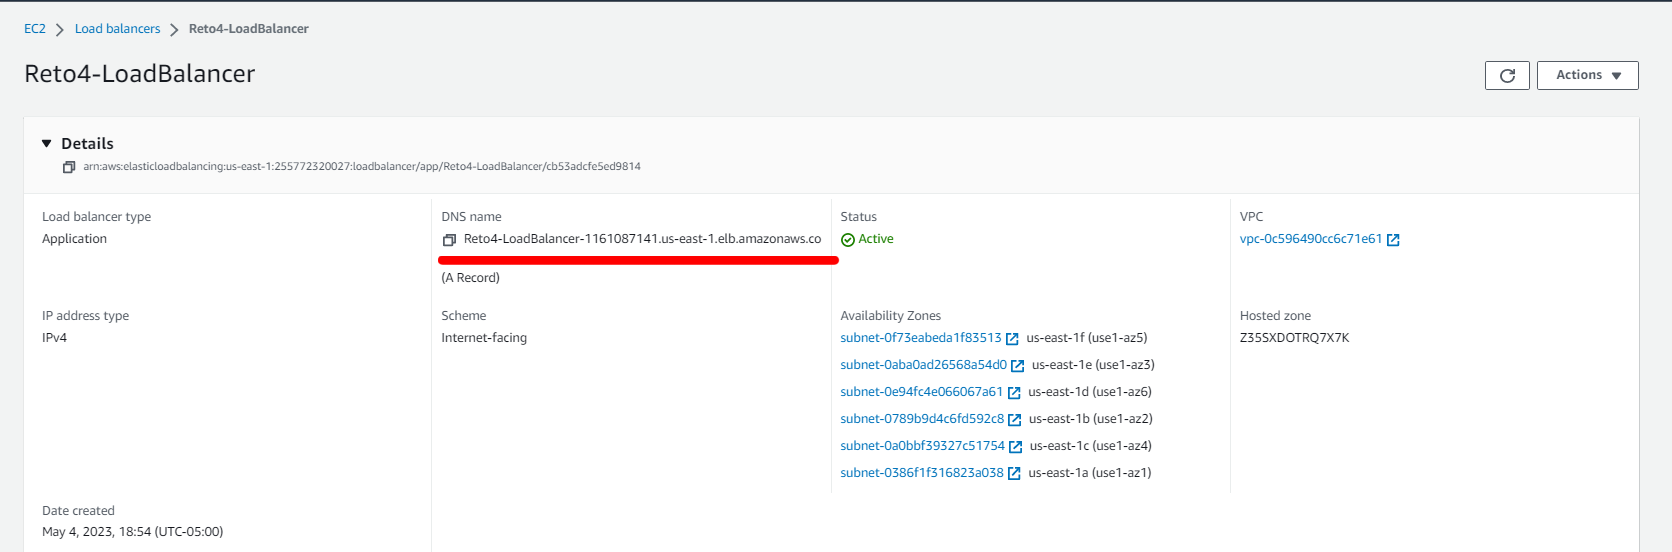 EC2 > Load balancers > Reto4-LoadBalancer
Reto4-LoadBalancer
Actions
Details
arn:aws:elasticloadbalancing:us-east-1:255772320027:loadbalancer/app/Reto4-LoadBalancer/cb53adcfe5ed9814
Load balancer type
Application
DNS name
Reto4-LoadBalancer-1161087141.us-east-1.elb.amazonaws.co
(A Record)
Status
Active
VPC
vpc-0c596490cc6c71e61
IP address type
IPv4
Scheme
Internet-facing
Availability Zones
subnet-0f73eabeda1f83513 us-east-1f (use1-az5)
subnet-0aba0ad26568a54d0 us-east-1e (use1-az3)
subnet-0e94fc4e066067a61 us-east-1d (use1-az6)
subnet-0789b9d4c6fd592c8 us-east-1b (use1-az2)
subnet-0a0bbf39327c51754 us-east-1c (use1-az4)
subnet-0386f1f316823a038 us-east-1a (use1-az1)
Hosted zone
Z35SXDOTRQ7X7K
Date created
May 4, 2023, 18:54 (UTC-05:00)